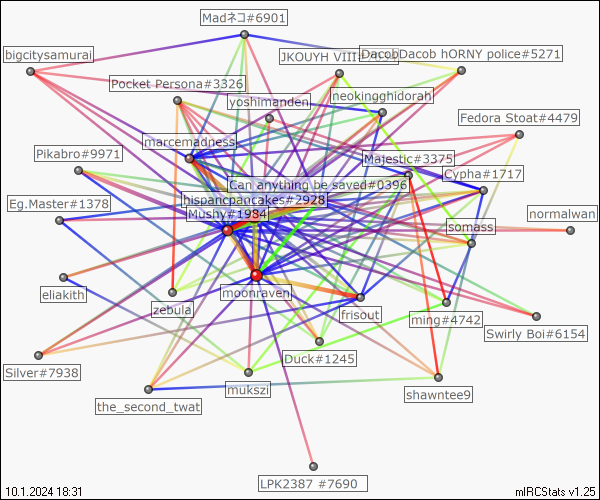 Madネコ#6901
bigcitysamurai
JKOUYH VIII
Dacob Dacob hORNY police#5271
Pocket Persona#3326
yoshimanden
neokingghidorah
Fedora Stoat#4479
marcemadness
Pikabro#9971
Majestic#3375
Cypha#1717
Can anything be saved#0396
Eg.Master#1378
hispancpancakes#2928
Mushy#1984
normalwan
somass
eliakith
moonraven
zebula
frisout
ming#4742
Swirly Boi#6154
Silver#7938
Duck#1245
mukszi
shawntee9
the_second_twat
LPK2387 #7690
10.1.2024 18:31
mIRCStats v1.25